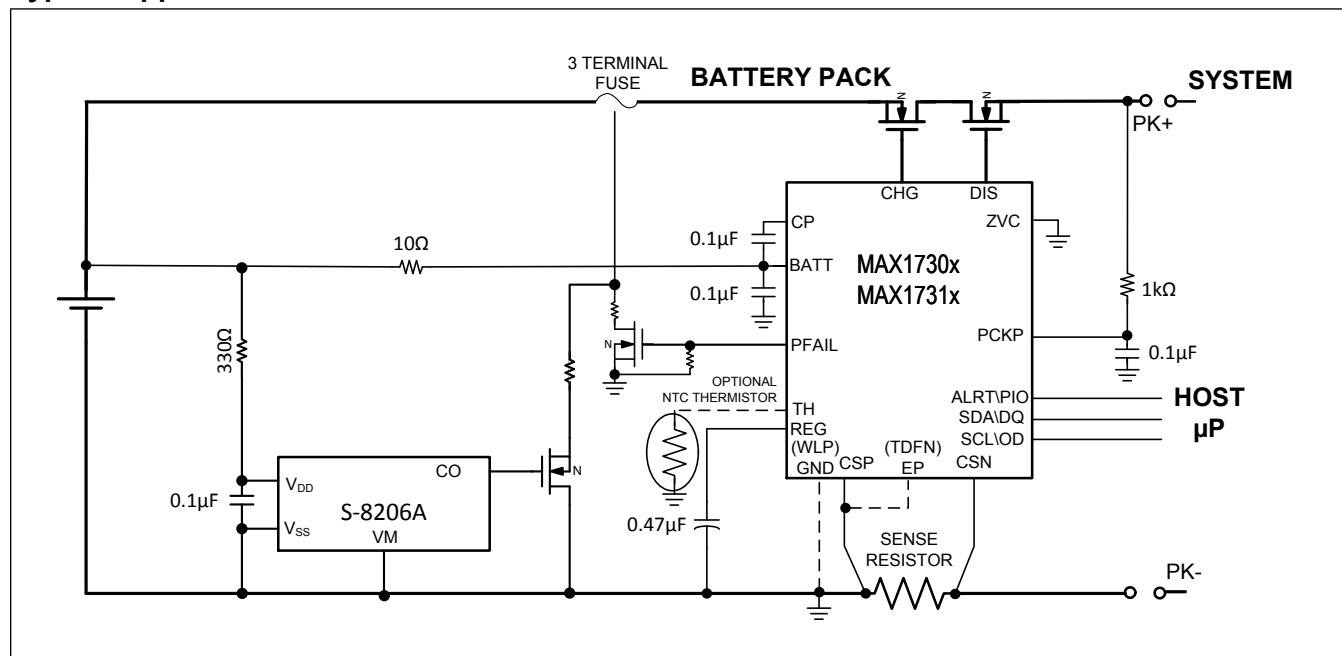 3 TERMINAL
FUSE
BATTERY PACK
SYSTEM
N
N
PK+
CHG
DIS
CP
ZVC
0.1µF
10Ω
BATT
MAX1730x
MAX1731x
0.1µF
1kΩ
330Ω
N
PFAIL
PCKP
0.1µF
OPTIONAL
NTC THERMISTOR
TH
ALRT\PIO
HOST
REG
SDA\DQ
µP
(WLP)
(TDFN)
SCL\OD
GND
CSP
EP
CSN
CO
N
VDD
0.1µF
S-8206A
VSS
VM
0.47µF
SENSE
RESISTOR
PK-